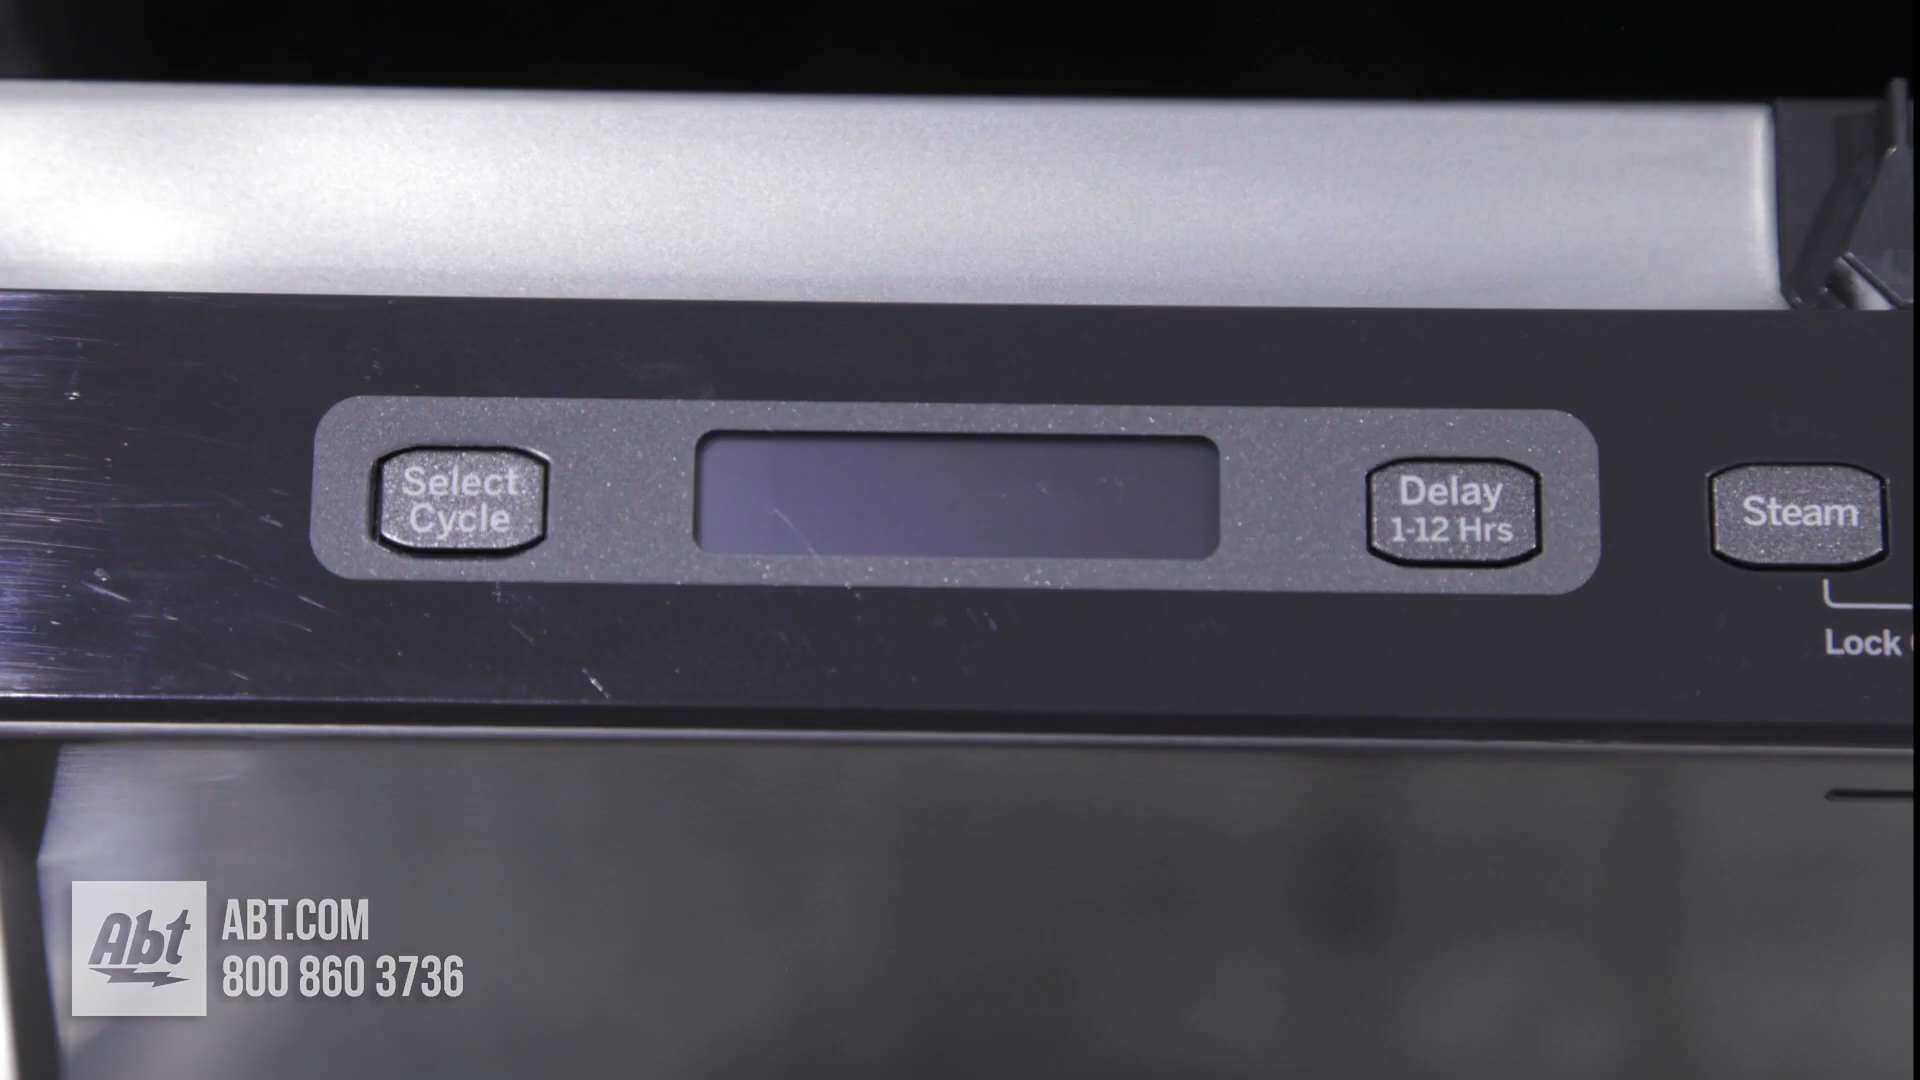 Select
Cycle
Delay
1-12 Hrs
Steam
Lock
Abt
ABT.COM
800 860 3736